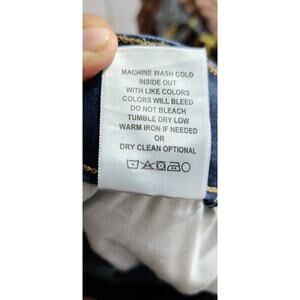 MACHINE WASH COLD
INSIDE OUT
WITH LIKE COLORS
COLORS WILL BLEED
DO NOT BLEACH
TUMBLE DRY LOW
WARM IRON IF NEEDED
OR
DRY CLEAN OPTIONAL